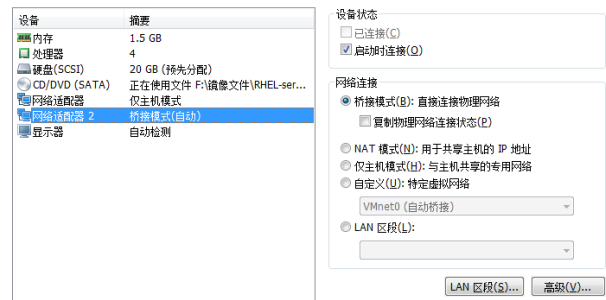 设备 摘要
内存 1.5 GB
处理器 4
硬盘(SCSI) 20 GB (预先分配)
CD/DVD (SATA) 正在使用文件 F:\镜像文件\RHEL-ser...
网络适配器 仅主机模式
网络适配器 2 桥接模式(自动)
显示器 自动检测
设备状态
已连接(C)
启动时连接(O)
网络连接
桥接模式(B): 直接连接物理网络
复制物理网络连接状态(P)
NAT 模式(N): 用于共享主机的 IP 地址
仅主机模式(H): 与主机共享的专用网络
自定义(U): 特定虚拟网络
VMnet0 (自动桥接)
LAN 区段(L):
LAN 区段(S)... 高级(V)...